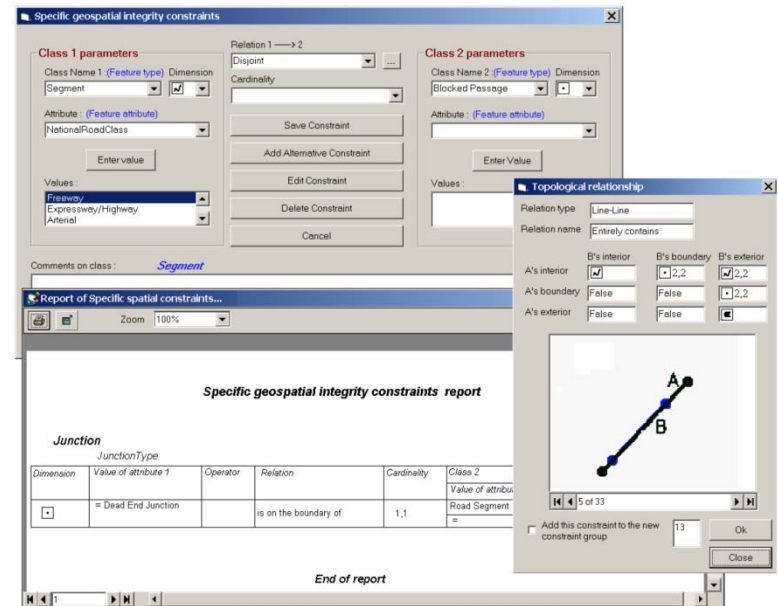 Specific geospatial integrity constraints
Class 1 parameters
Class Name 1 :(Feature type) Dimension
Segment
Attribute : (Feature attribute)
NationalRoadClass
Enter value
Values :
Freeway
Expressway/Highway
Arterial
Relation 1 ---> 2
Disjoint
...
Cardinality
Save Constraint
Add Alternative Constraint
Edit Constraint
Delete Constraint
Cancel
Class 2 parameters
Class Name 2 :(Feature type) Dimension
Blocked Passage
Attribute : (Feature attribute)
Enter Value
Values :
Comments on class : Segment
Topological relationship
Relation type Line-Line
Relation name Entirely contains
B's interior B's boundary B's exterior
A's interior 2,2 2,2
A's boundary False False 2,2
A's exterior False False
A
B
5 of 33
Add this constraint to the new constraint group
13
Ok
Close
Report of Specific spatial constraints...
Zoom 100%
Specific geospatial integrity constraints report
Junction
JunctionType
Dimension Value of attribute 1 Operator Relation Cardinality Class 2
= Dead End Junction is on the boundary of 1,1 Road Segment
=
End of report
1